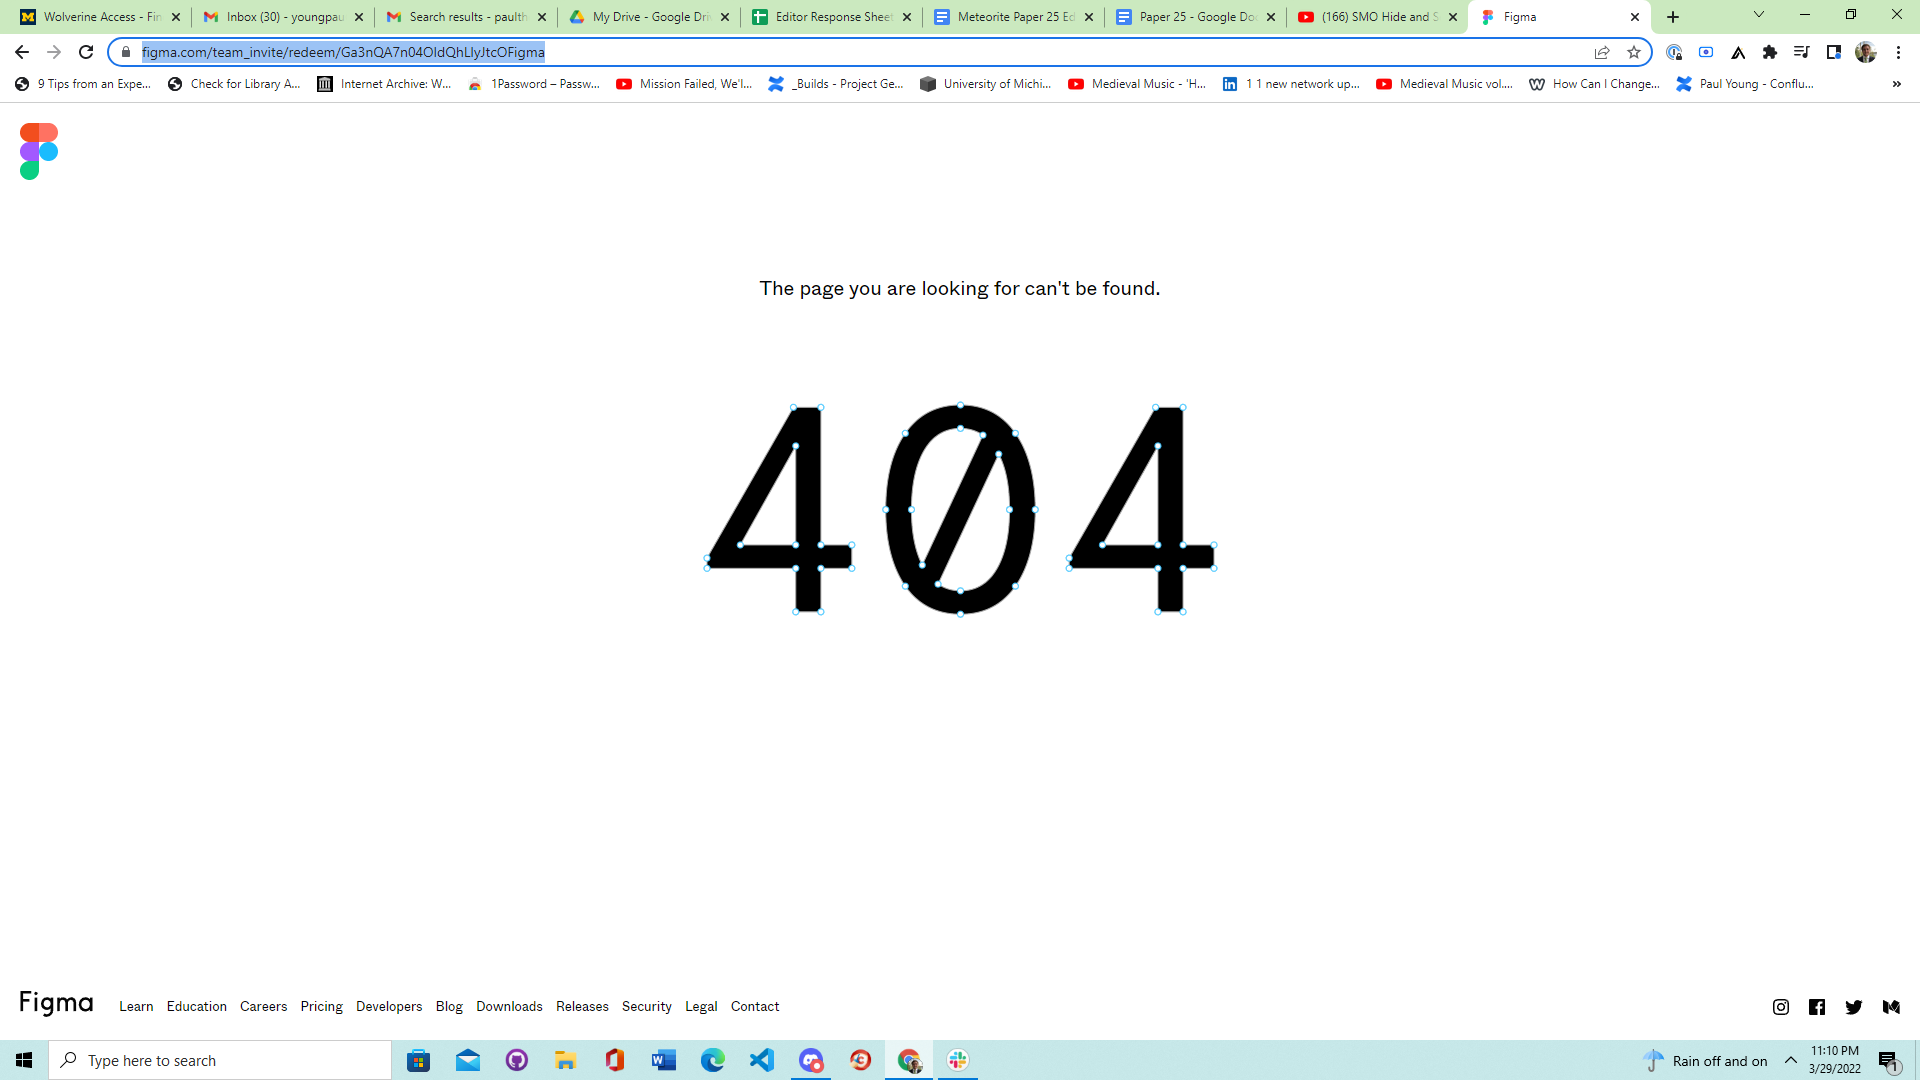 Wolverine Access - Fin
Inbox (30) - youngpau
Search results - paulth
My Drive - Google Dri
Editor Response Sheet
Meteorite Paper 25 Ed
Paper 25 - Google Doc
(166) SMO Hide and S
Figma
figma.com/team_invite/redeem/Ga3nQA7n04OldQhLlyJtcOFigma
9 Tips from an Expe...
Check for Library A...
Internet Archive: W...
1Password – Passw...
Mission Failed, We'l...
_Builds - Project Ge...
University of Michi...
Medieval Music - 'H...
1 1 new network up...
Medieval Music vol....
How Can I Change...
Paul Young - Conflu...
»
The page you are looking for can't be found.
404
Figma
Learn Education Careers Pricing Developers Blog Downloads Releases Security Legal Contact
Type here to search
Rain off and on
11:10 PM
3/29/2022
1